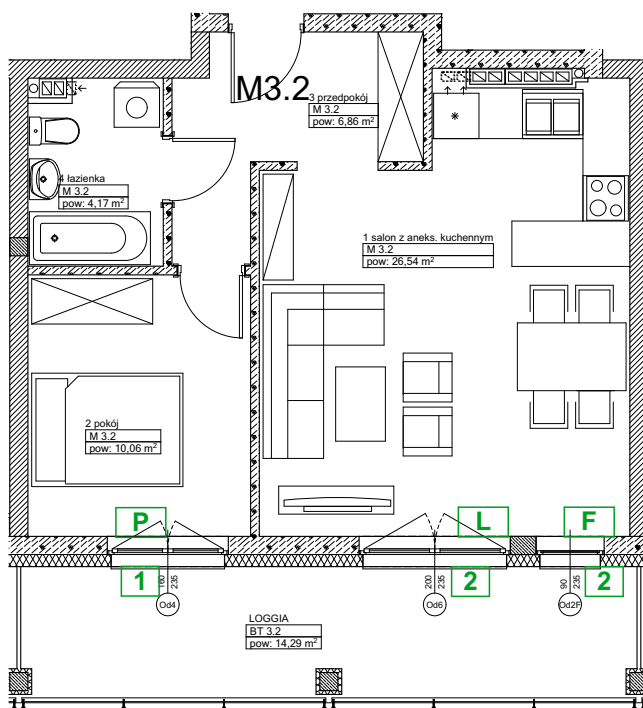 M3.2
3 przedpokój
M 3.2
pow: 6,86 m²
4 łazienka
M 3.2
pow: 4,17 m²
1 salon z aneks. kuchennym
M 3.2
pow: 26,54 m²
2 pokój
M 3.2
pow: 10,06 m²
P
L
F
1
2
2
160
235
200
235
90
235
Od4
Od6
Od2F
LOGGIA
BT 3.2
pow: 14,29 m²